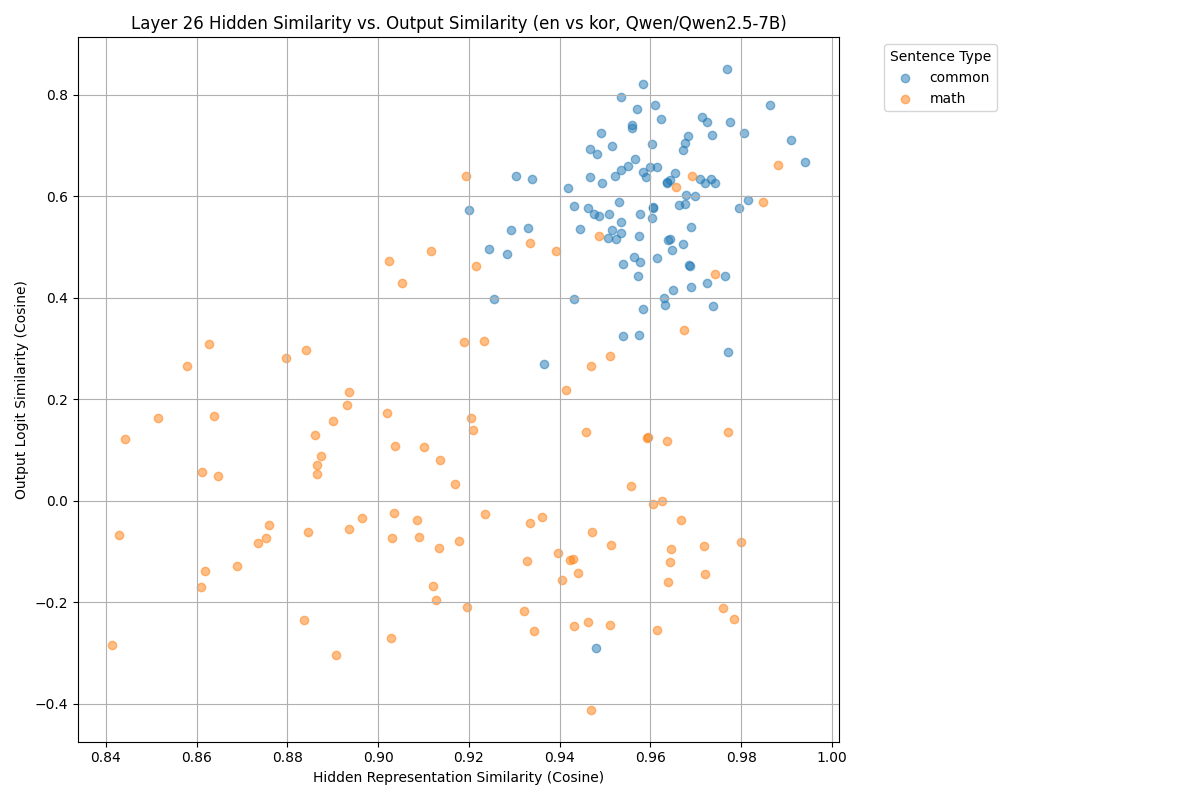 Layer 26 Hidden Similarity vs. Output Similarity (en vs kor, Qwen/Qwen2.5-7B)
Sentence Type
common
math
Output Logit Similarity (Cosine)
0.8
0.6
0.4
0.2
0.0
−0.2
−0.4
0.84 0.86 0.88 0.90 0.92 0.94 0.96 0.98 1.00
Hidden Representation Similarity (Cosine)